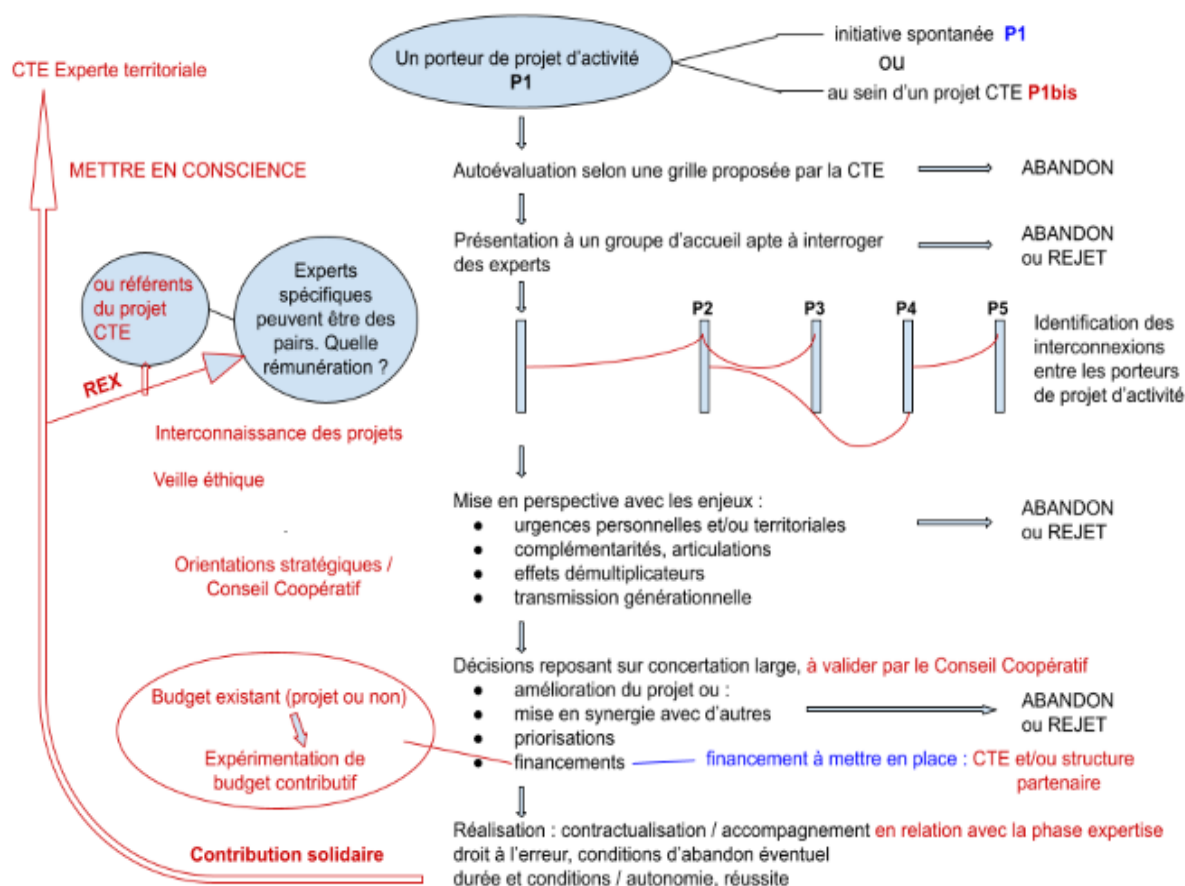 Un porteur de projet d'activité
P1
initiative spontanée P1
OU
au sein d'un projet CTE P1bis
CTE Experte territoriale
METTRE EN CONSCIENCE
Autoévaluation selon une grille proposée par la CTE
ABANDON
Présentation à un groupe d'accueil apte à interroger
des experts
ABANDON
ou REJET
ou référents
du projet
CTE
Experts
spécifiques
peuvent être des
pairs. Quelle
rémunération ?
REX
P2
P3
P4
P5
Identification des
interconnexions
entre les porteurs
de projet d'activité
Interconnaissance des projets
Veille éthique
Orientations stratégiques /
Conseil Coopératif
Mise en perspective avec les enjeux :
● urgences personnelles et/ou territoriales
● complémentarités, articulations
● effets démultiplicateurs
● transmission générationnelle
ABANDON
ou REJET
Décisions reposant sur concertation large, à valider par le Conseil Coopératif
● amélioration du projet ou :
● mise en synergie avec d'autres
● priorisations
● financements
ABANDON
ou REJET
financement à mettre en place : CTE et/ou structure
partenaire
Budget existant (projet ou non)
Expérimentation de
budget contributif
Réalisation : contractualisation / accompagnement en relation avec la phase expertise
droit à l'erreur, conditions d'abandon éventuel
durée et conditions / autonomie, réussite
Contribution solidaire